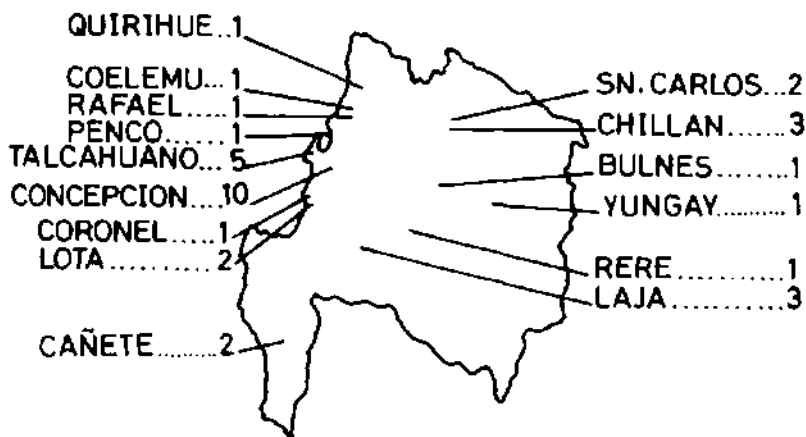 QUIRIHUE..1
COELEMU...1
RAFAEL.....1
PENCO.......1
TALCAHUANO...5
CONCEPCION....10
CORONEL.....1
LOTA..........2
CAÑETE.........2
SN.CARLOS...2
CHILLAN.......3
BULNES.......1
YUNGAY..........1
RERE..........1
LAJA..........3